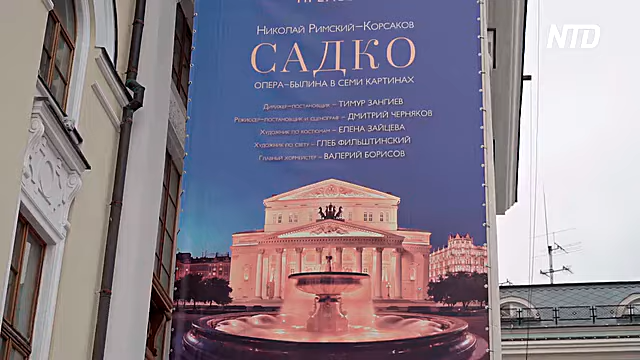 NTD
Николай Римский-Корсаков
САДКО
ОПЕРА-БЫЛИНА В СЕМИ КАРТИНАХ
Дирижер-постановщик – ТИМУР ЗАНГИЕВ
Режиссер-постановщик и сценограф – ДМИТРИЙ ЧЕРНЯКОВ
Художник по костюмам – ЕЛЕНА ЗАЙЦЕВА
Художник по свету – ГЛЕБ ФИЛЬШТИНСКИЙ
Главный хормейстер – ВАЛЕРИЙ БОРИСОВ